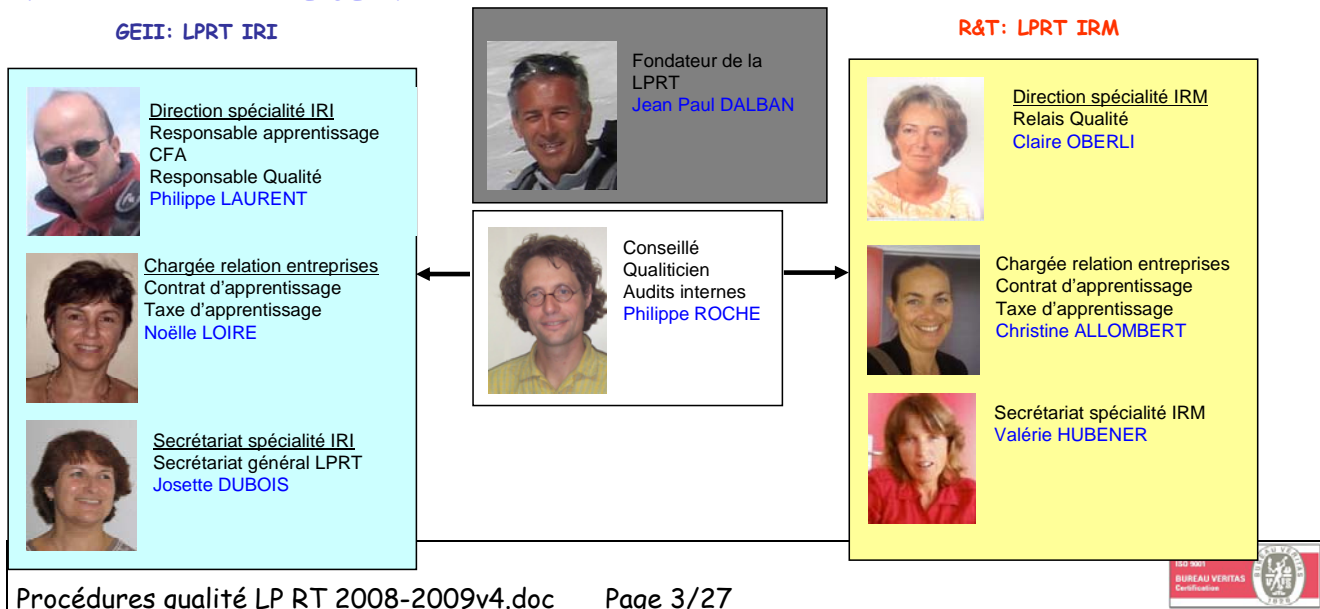 GEII: LPRT IRI
Direction spécialité IRI
Responsable apprentissage
CFA
Responsable Qualité
Philippe LAURENT
Chargée relation entreprises
Contrat d'apprentissage
Taxe d'apprentissage
Noëlle LOIRE
Secrétariat spécialité IRI
Secrétariat général LPRT
Josette DUBOIS
Fondateur de la
LPRT
Jean Paul DALBAN
Conseillé
Qualiticien
Audits internes
Philippe ROCHE
R&T: LPRT IRM
Direction spécialité IRM
Relais Qualité
Claire OBERLI
Chargée relation entreprises
Contrat d'apprentissage
Taxe d'apprentissage
Christine ALLOMBERT
Secrétariat spécialité IRM
Valérie HUBENER
Procédures qualité LP RT 2008-2009v4.doc Page 3/27
ISO 9001
BUREAU VERITAS
Certification
BUREAU VERITAS
1828